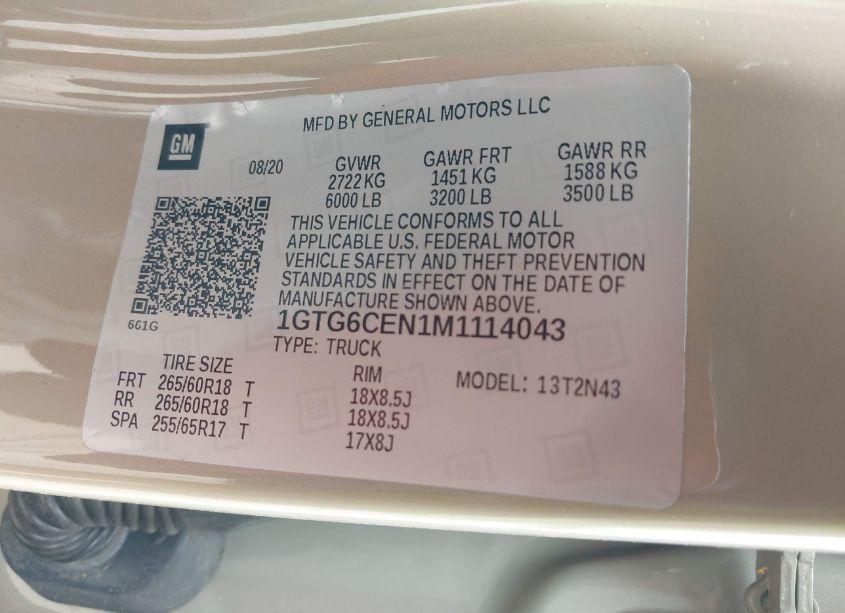 GM
MFD BY GENERAL MOTORS LLC
08/20 GVWR GAWR FRT GAWR RR
2722 KG 1451 KG 1588 KG
6000 LB 3200 LB 3500 LB
THIS VEHICLE CONFORMS TO ALL
APPLICABLE U.S. FEDERAL MOTOR
VEHICLE SAFETY AND THEFT PREVENTION
STANDARDS IN EFFECT ON THE DATE OF
MANUFACTURE SHOWN ABOVE.
661G
1GTG6CEN1M1114043
TYPE: TRUCK
TIRE SIZE RIM MODEL: 13T2N43
FRT 265/60R18 T 18X8.5J
RR 265/60R18 T 18X8.5J
SPA 255/65R17 T 17X8J